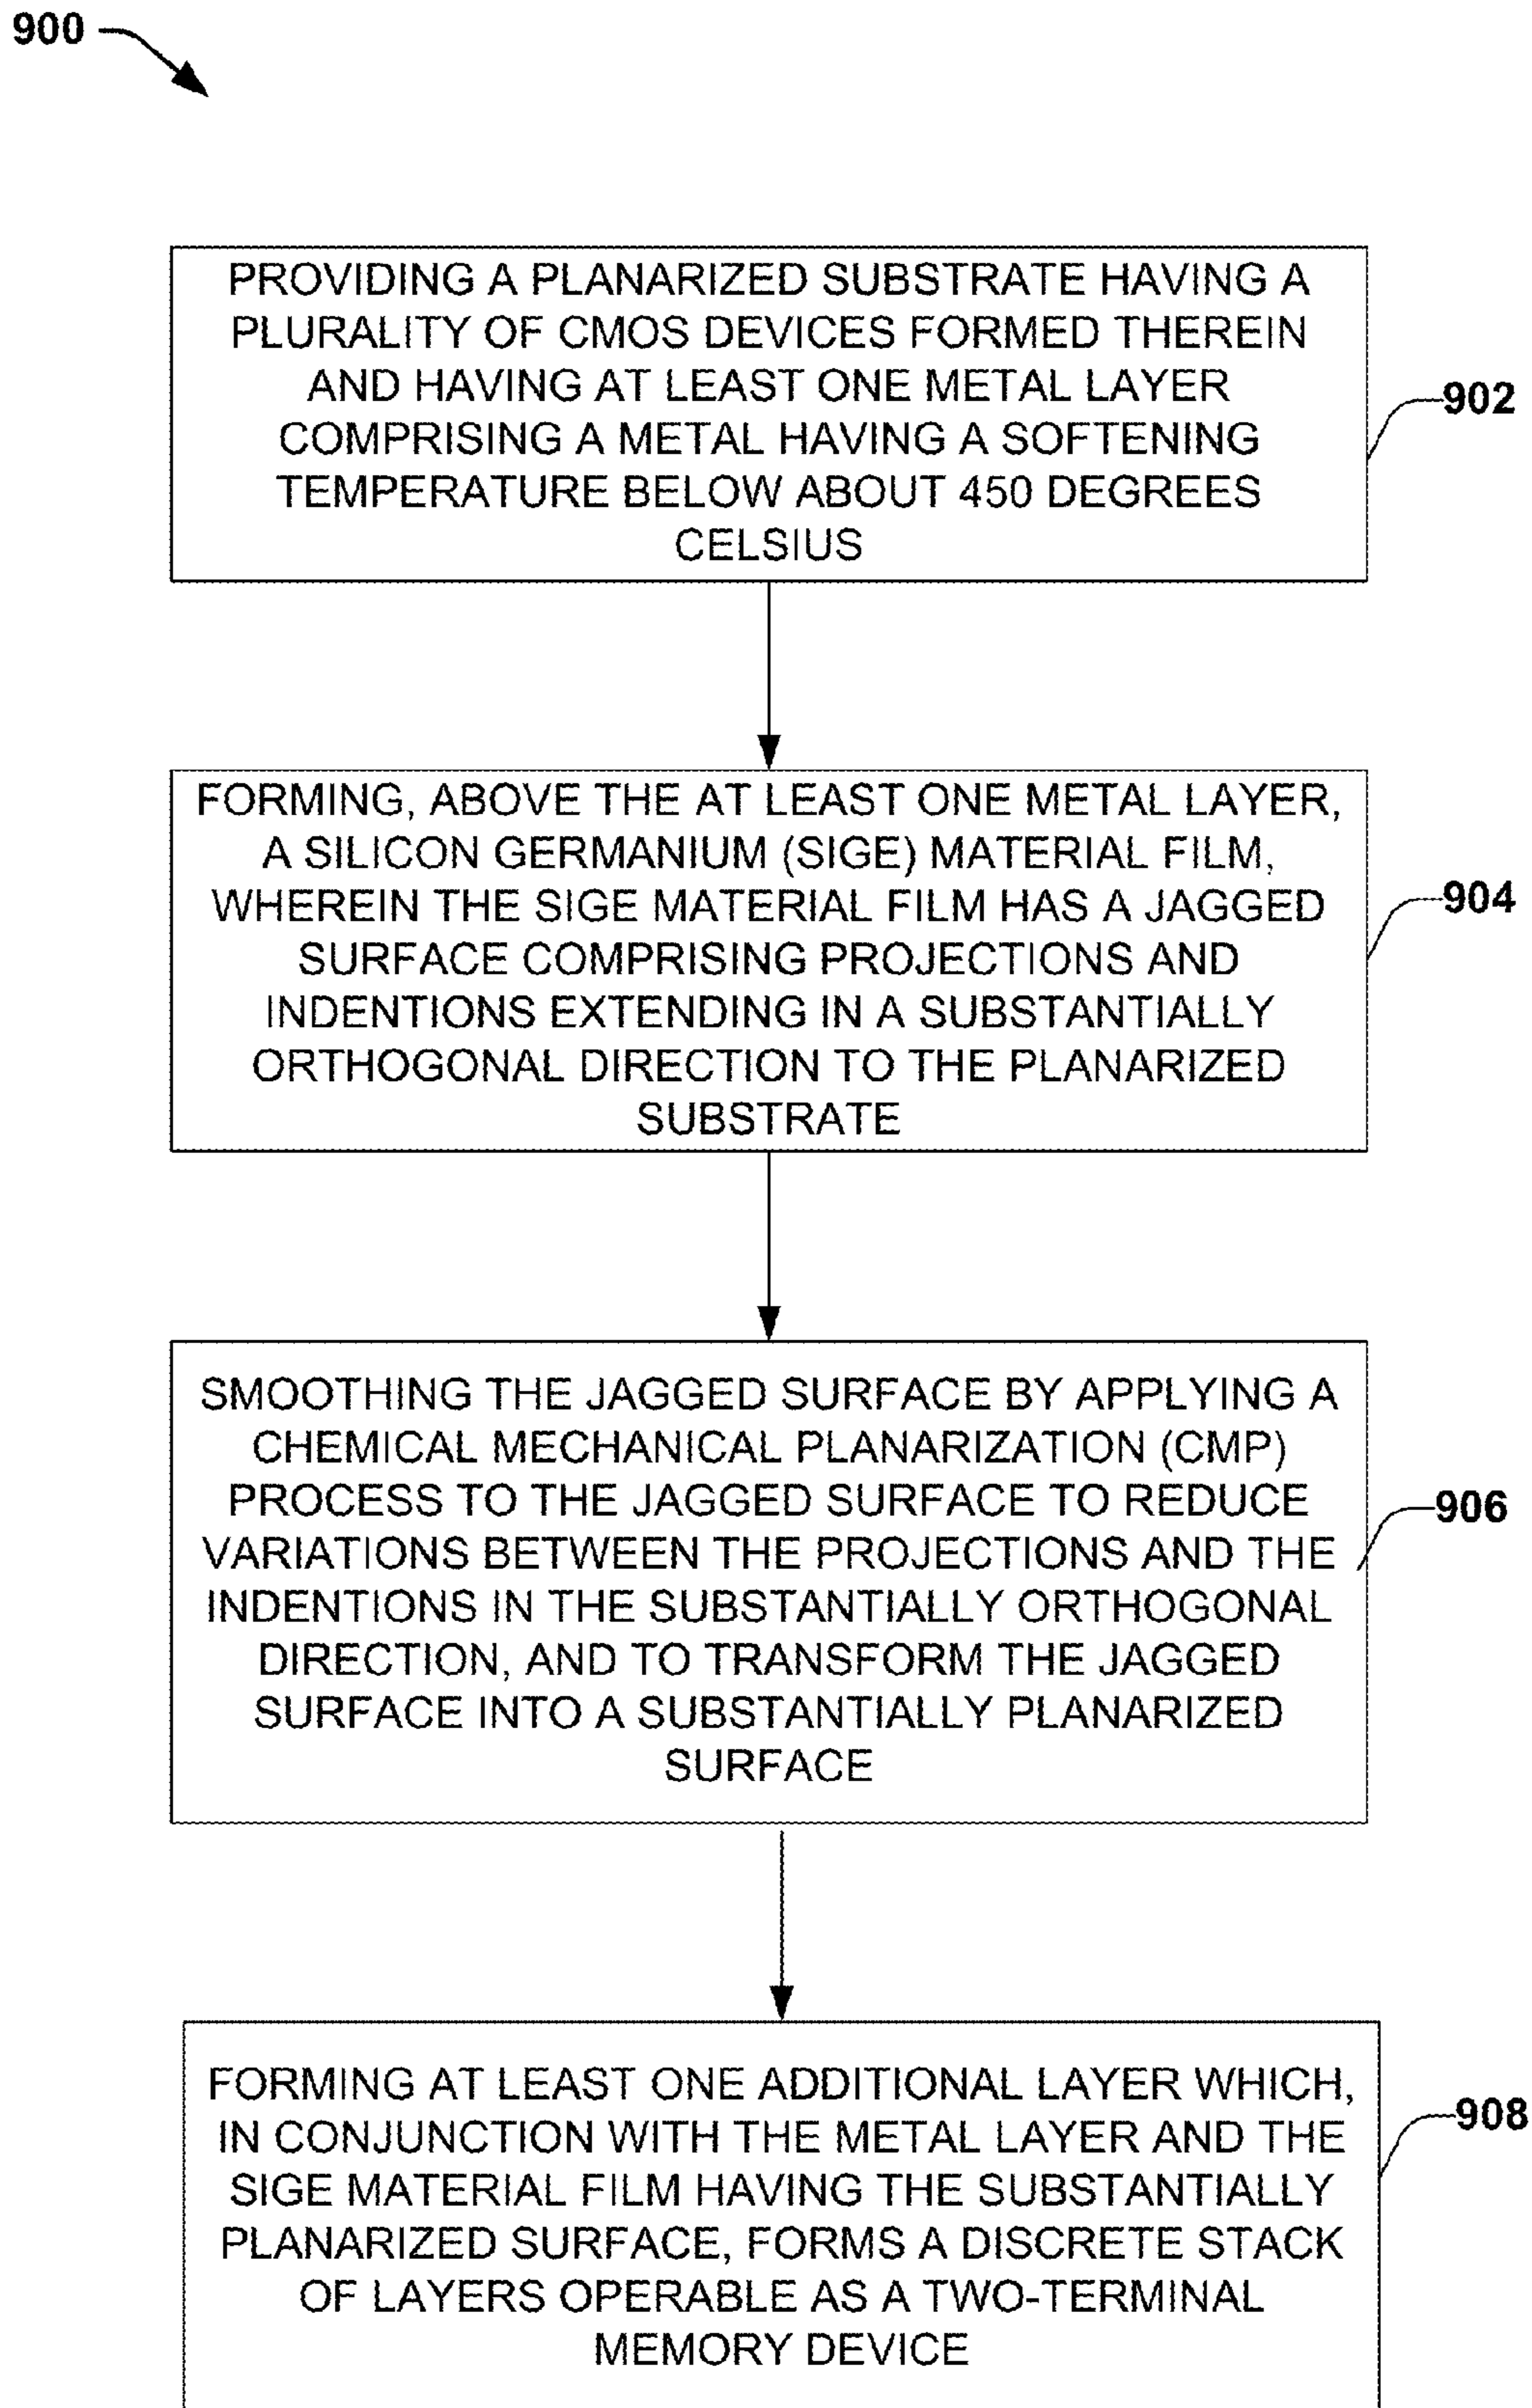 900
PROVIDING A PLANARIZED SUBSTRATE HAVING A
PLURALITY OF CMOS DEVICES FORMED THEREIN
AND HAVING AT LEAST ONE METAL LAYER
COMPRISING A METAL HAVING A SOFTENING
TEMPERATURE BELOW ABOUT 450 DEGREES
CELSIUS
902
FORMING, ABOVE THE AT LEAST ONE METAL LAYER,
A SILICON GERMANIUM (SIGE) MATERIAL FILM,
WHEREIN THE SIGE MATERIAL FILM HAS A JAGGED
SURFACE COMPRISING PROJECTIONS AND
INDENTIONS EXTENDING IN A SUBSTANTIALLY
ORTHOGONAL DIRECTION TO THE PLANARIZED
SUBSTRATE
904
SMOOTHING THE JAGGED SURFACE BY APPLYING A
CHEMICAL MECHANICAL PLANARIZATION (CMP)
PROCESS TO THE JAGGED SURFACE TO REDUCE
VARIATIONS BETWEEN THE PROJECTIONS AND THE
INDENTIONS IN THE SUBSTANTIALLY ORTHOGONAL
DIRECTION, AND TO TRANSFORM THE JAGGED
SURFACE INTO A SUBSTANTIALLY PLANARIZED
SURFACE
906
FORMING AT LEAST ONE ADDITIONAL LAYER WHICH,
IN CONJUNCTION WITH THE METAL LAYER AND THE
SIGE MATERIAL FILM HAVING THE SUBSTANTIALLY
PLANARIZED SURFACE, FORMS A DISCRETE STACK
OF LAYERS OPERABLE AS A TWO-TERMINAL
MEMORY DEVICE
908